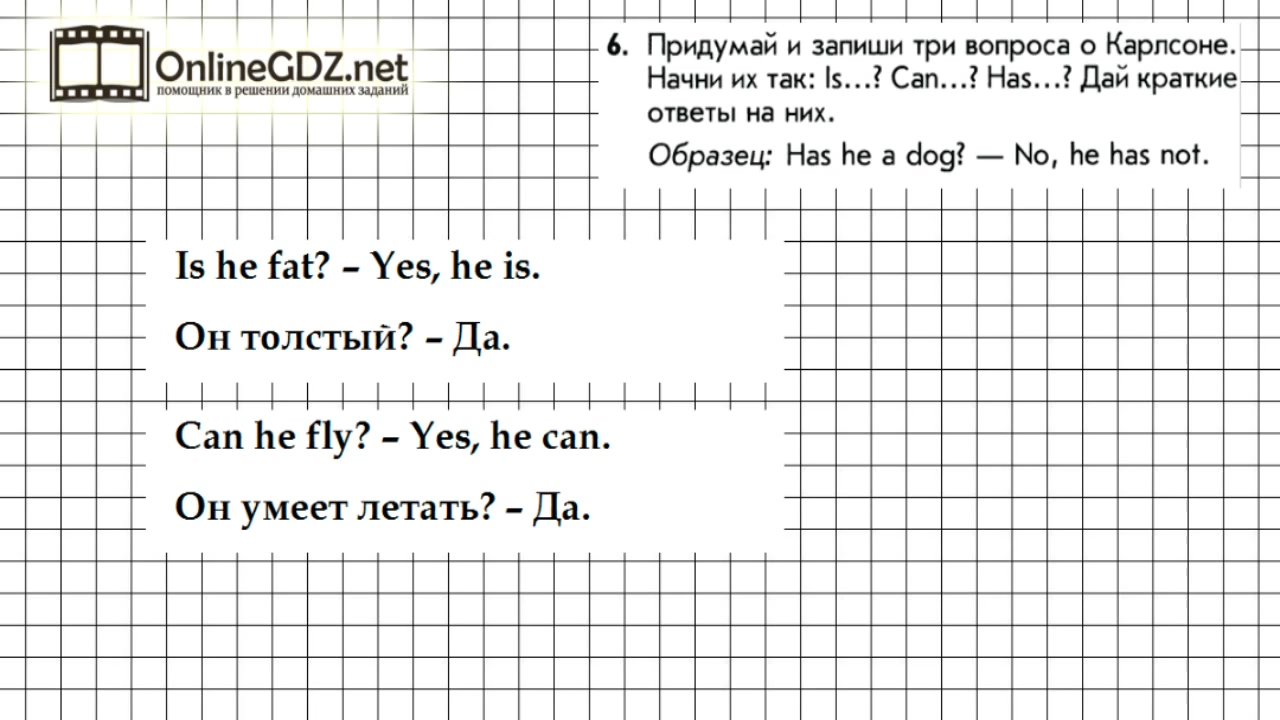 OnlineGDZ.net
помощник в решении домашних заданий
6. Придумай и запиши три вопроса о Карлсоне.
Начни их так: Is...? Can...? Has...? Дай краткие
ответы на них.
Образец: Has he a dog? — No, he has not.
Is he fat? – Yes, he is.
Он толстый? – Да.
Can he fly? – Yes, he can.
Он умеет летать? – Да.